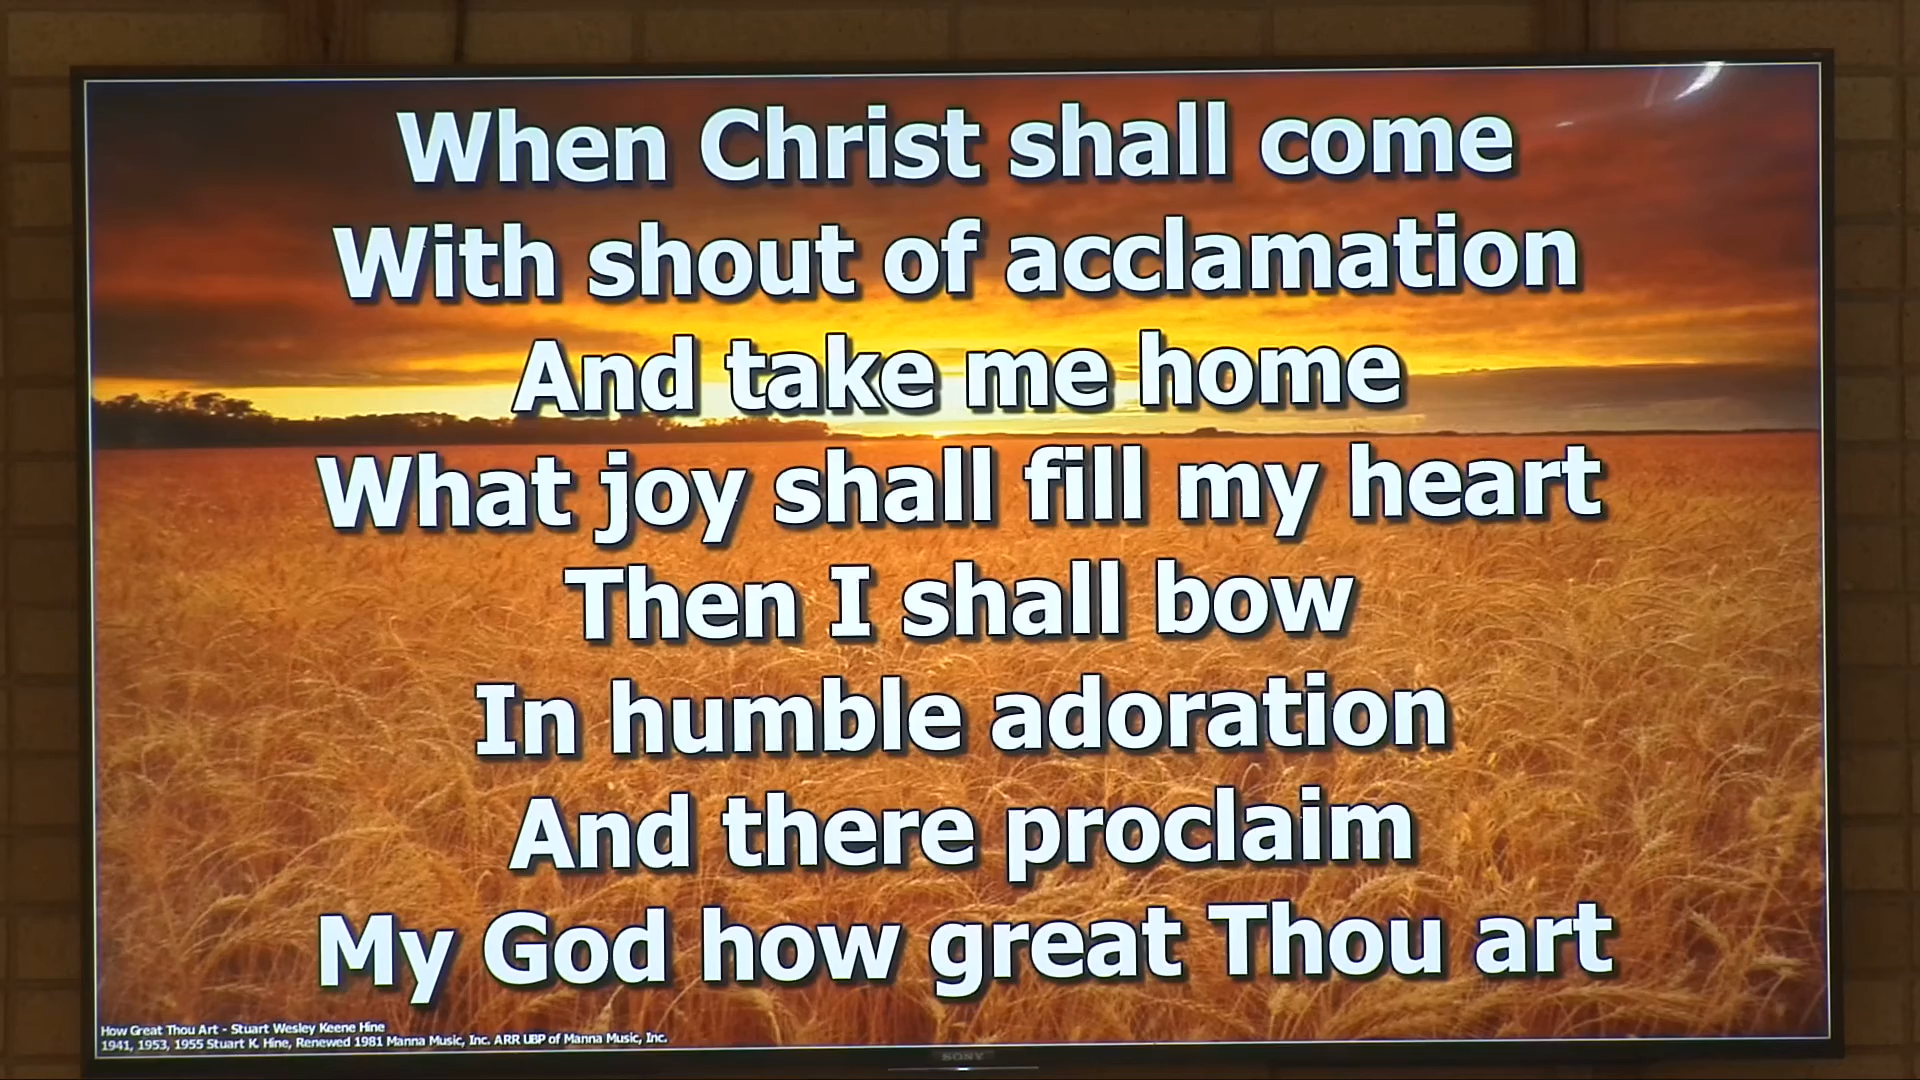 When Christ shall come
With shout of acclamation
And take me home
What joy shall fill my heart
Then I shall bow
In humble adoration
And there proclaim
My God how great Thou art
How Great Thou Art - Stuart Wesley Keene Hine
1941, 1953, 1955 Stuart K. Hine, Renewed 1981 Manna Music, Inc. ARR UBP of Manna Music, Inc.
SONY